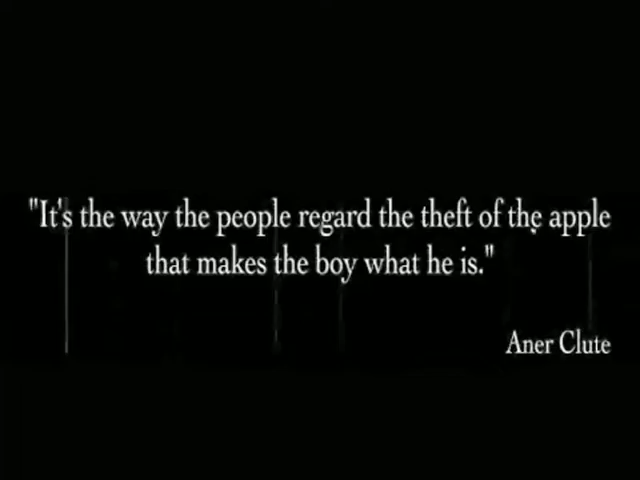 "It's the way the people regard the theft of the apple
that makes the boy what he is."
Aner Clute